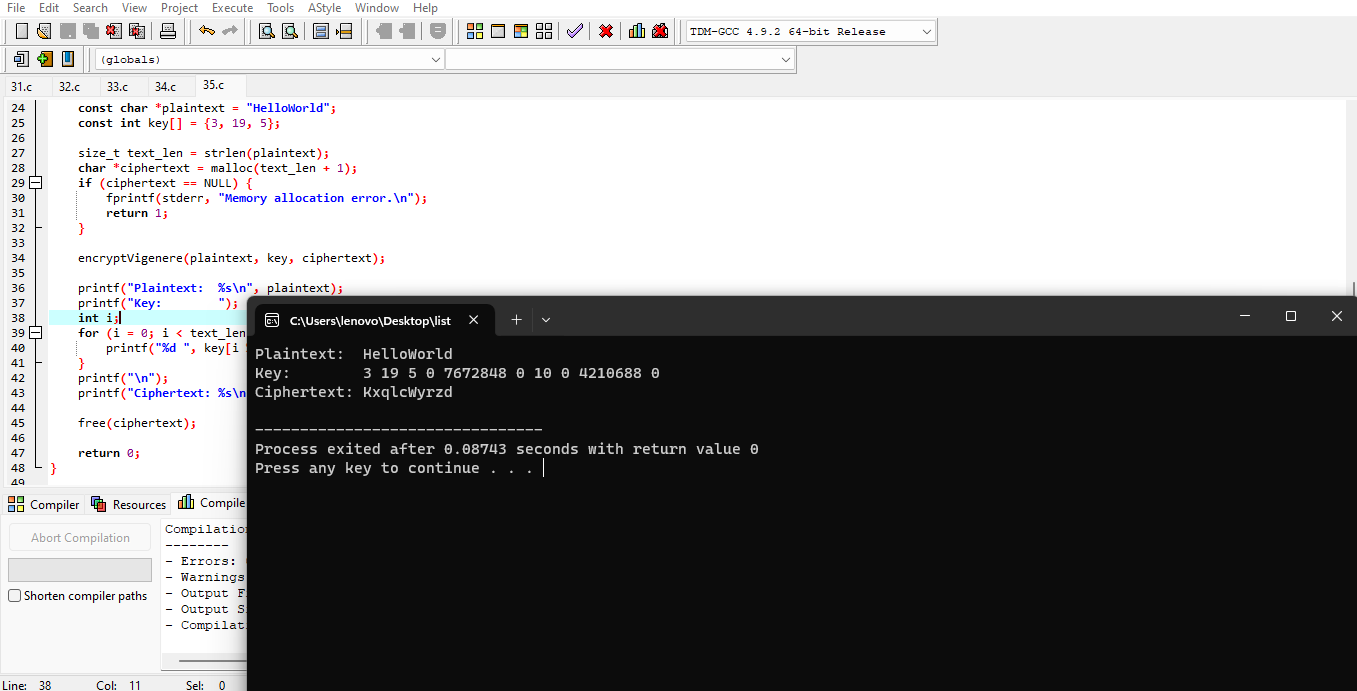 File Edit Search View Project Execute Tools AStyle Window Help
TDM-GCC 4.9.2 64-bit Release
(globals)
31.c 32.c 33.c 34.c 35.c
24 const char *plaintext = "HelloWorld";
25 const int key[] = {3, 19, 5};
26
27 size_t text_len = strlen(plaintext);
28 char *ciphertext = malloc(text_len + 1);
29 if (ciphertext == NULL) {
30 fprintf(stderr, "Memory allocation error.\n");
31 return 1;
32 }
33
34 encryptVigenere(plaintext, key, ciphertext);
35
36 printf("Plaintext:  %s\n", plaintext);
37 printf("Key:        ");
38 int i;
39 for (i = 0; i < text_len
40 printf("%d ", key[i
41 }
42 printf("\n");
43 printf("Ciphertext: %s\n
44
45 free(ciphertext);
46
47 return 0;
48 }
49
C:\Users\lenovo\Desktop\list
Plaintext:  HelloWorld
Key:        3 19 5 0 7672848 0 10 0 4210688 0
Ciphertext: KxqlcWyrzd
--------------------------------
Process exited after 0.08743 seconds with return value 0
Press any key to continue . . .
Compiler Resources Compile
Abort Compilation
Shorten compiler paths
Compilation
--------
- Errors:
- Warnings
- Output F
- Output S
- Compilat
Line: 38 Col: 11 Sel: 0